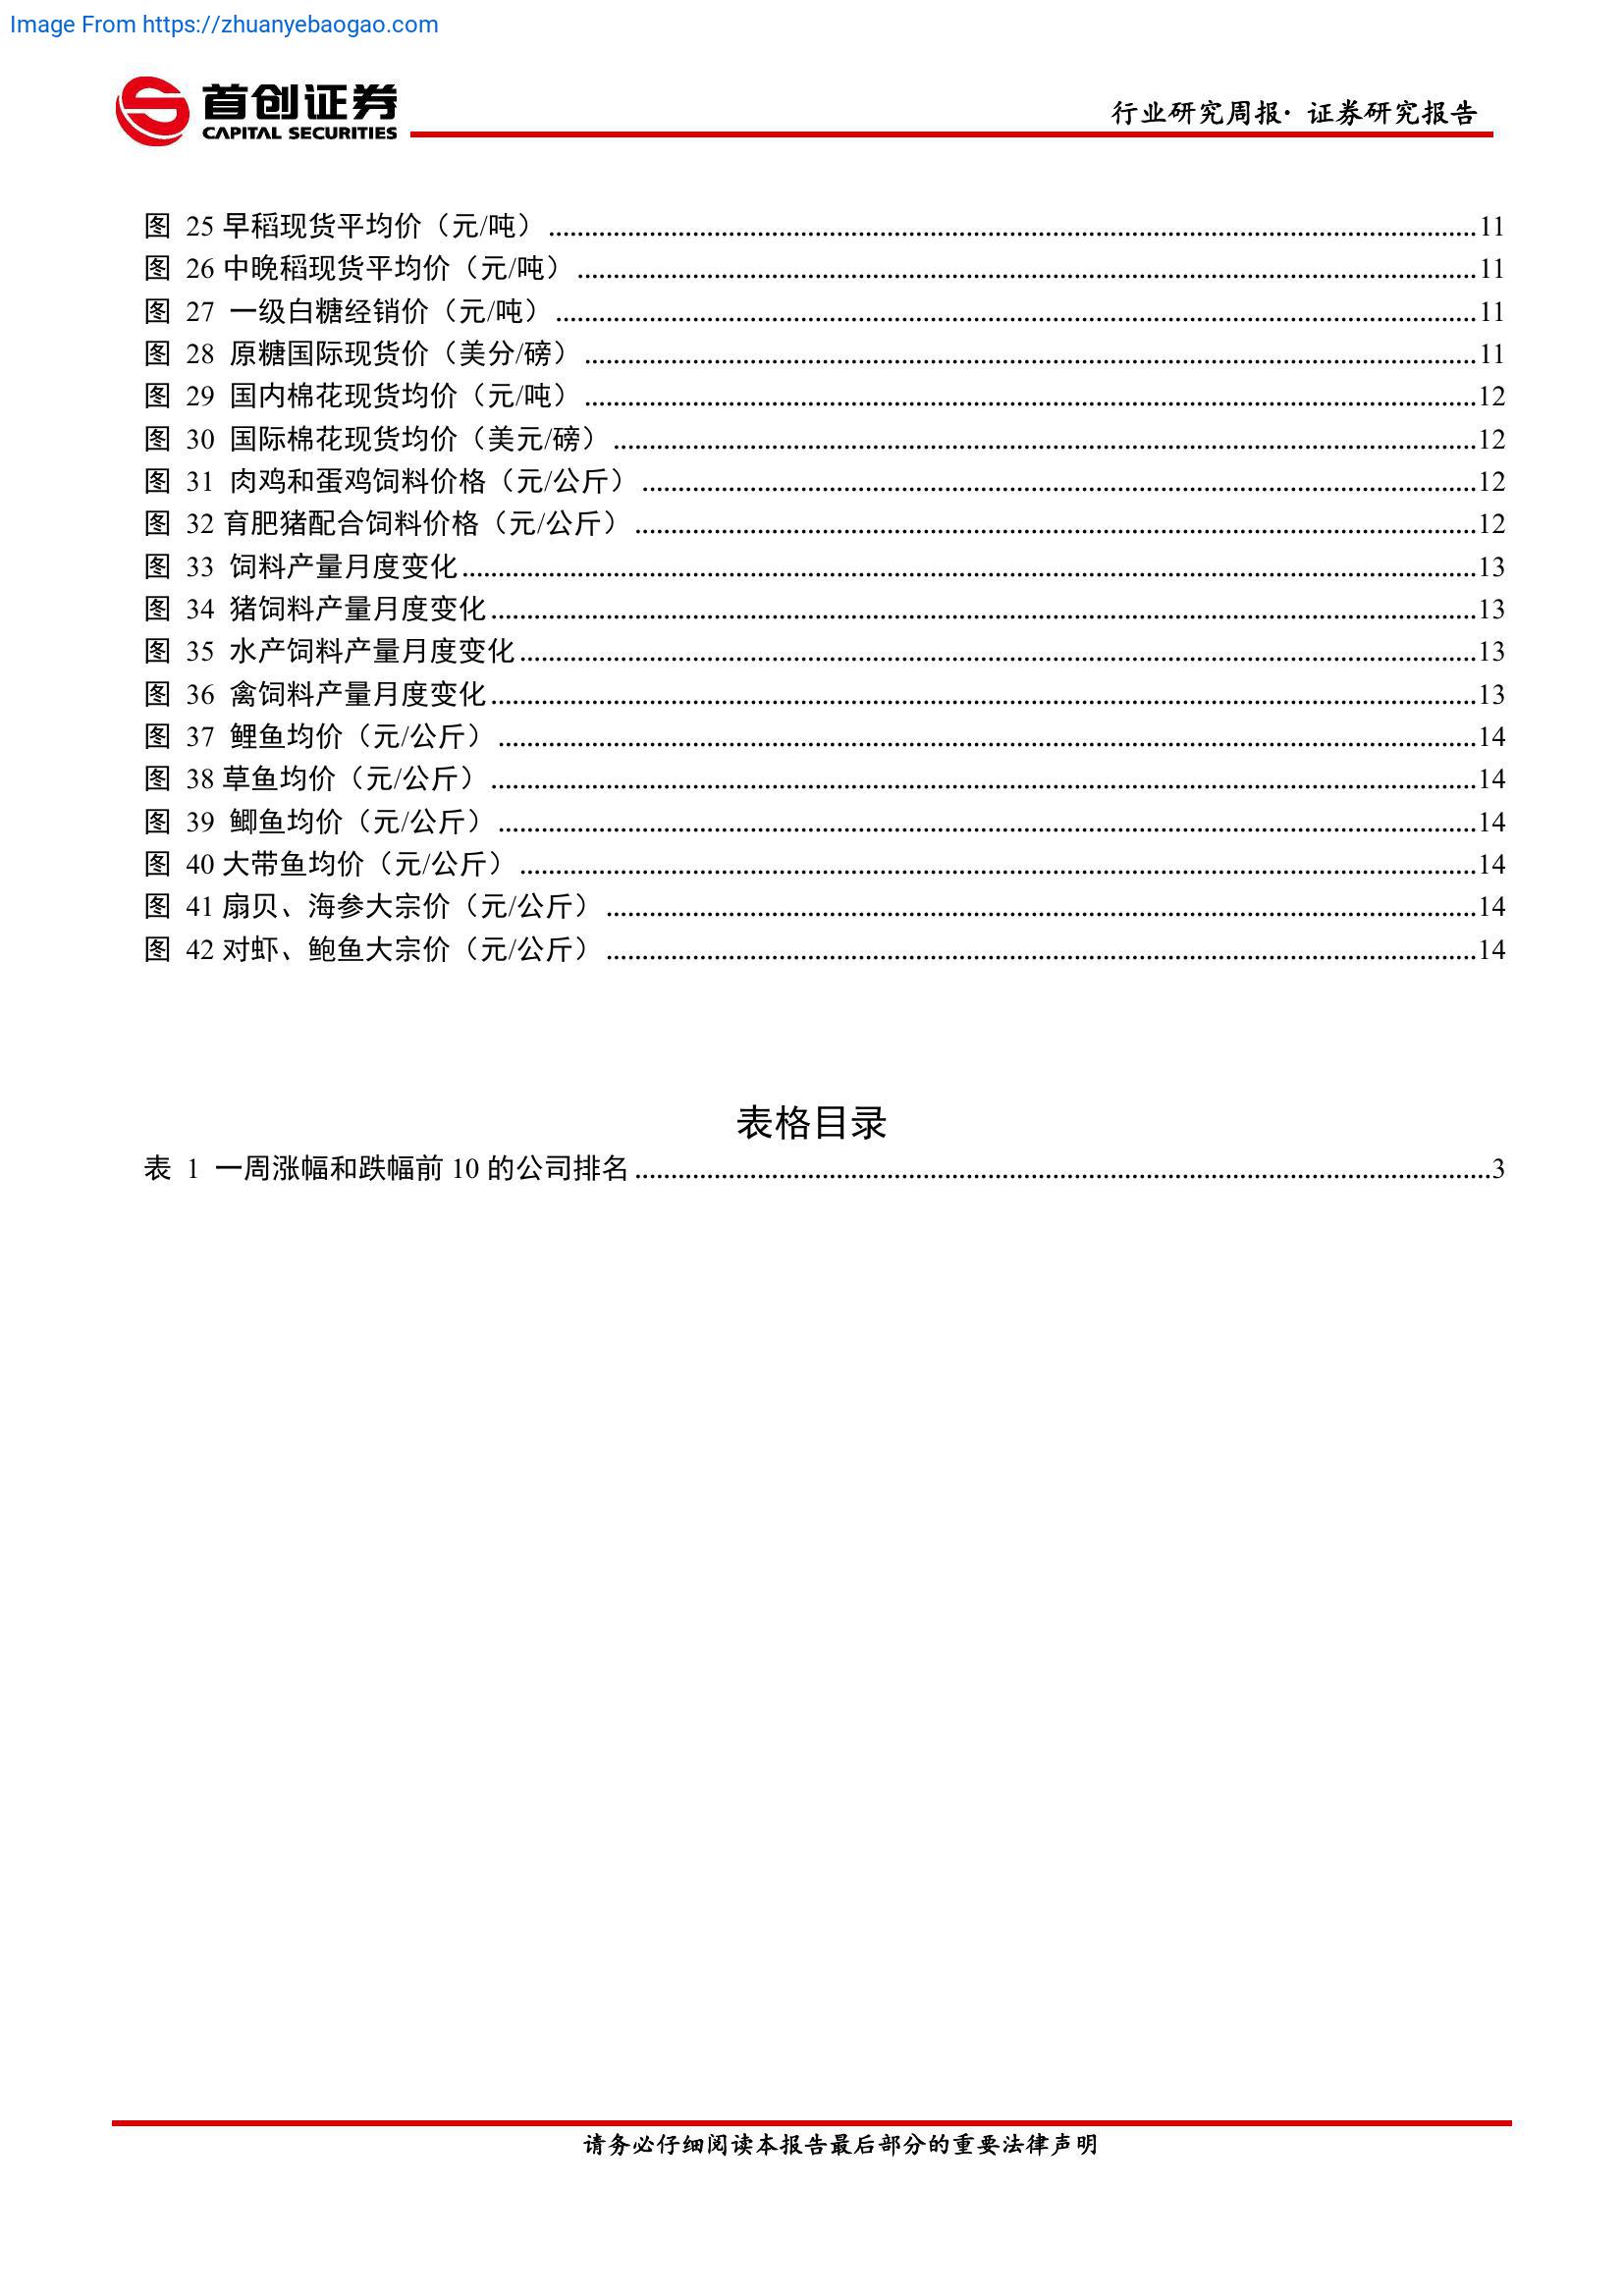 Image From https://zhuanyebaogao.com
首创证券
CAPITAL SECURITIES
行业研究周报· 证券研究报告
图 25 早稻现货平均价（元/吨）...11
图 26 中晚稻现货平均价（元/吨）...11
图 27 一级白糖经销价（元/吨）...11
图 28 原糖国际现货价（美分/磅）...11
图 29 国内棉花现货均价（元/吨）...12
图 30 国际棉花现货均价（美元/磅）...12
图 31 肉鸡和蛋鸡饲料价格（元/公斤）...12
图 32 育肥猪配合饲料价格（元/公斤）...12
图 33 饲料产量月度变化...13
图 34 猪饲料产量月度变化...13
图 35 水产饲料产量月度变化...13
图 36 禽饲料产量月度变化...13
图 37 鲤鱼均价（元/公斤）...14
图 38 草鱼均价（元/公斤）...14
图 39 鲫鱼均价（元/公斤）...14
图 40 大带鱼均价（元/公斤）...14
图 41 扇贝、海参大宗价（元/公斤）...14
图 42 对虾、鲍鱼大宗价（元/公斤）...14
表格目录
表 1 一周涨幅和跌幅前 10 的公司排名...3
请务必仔细阅读本报告最后部分的重要法律声明